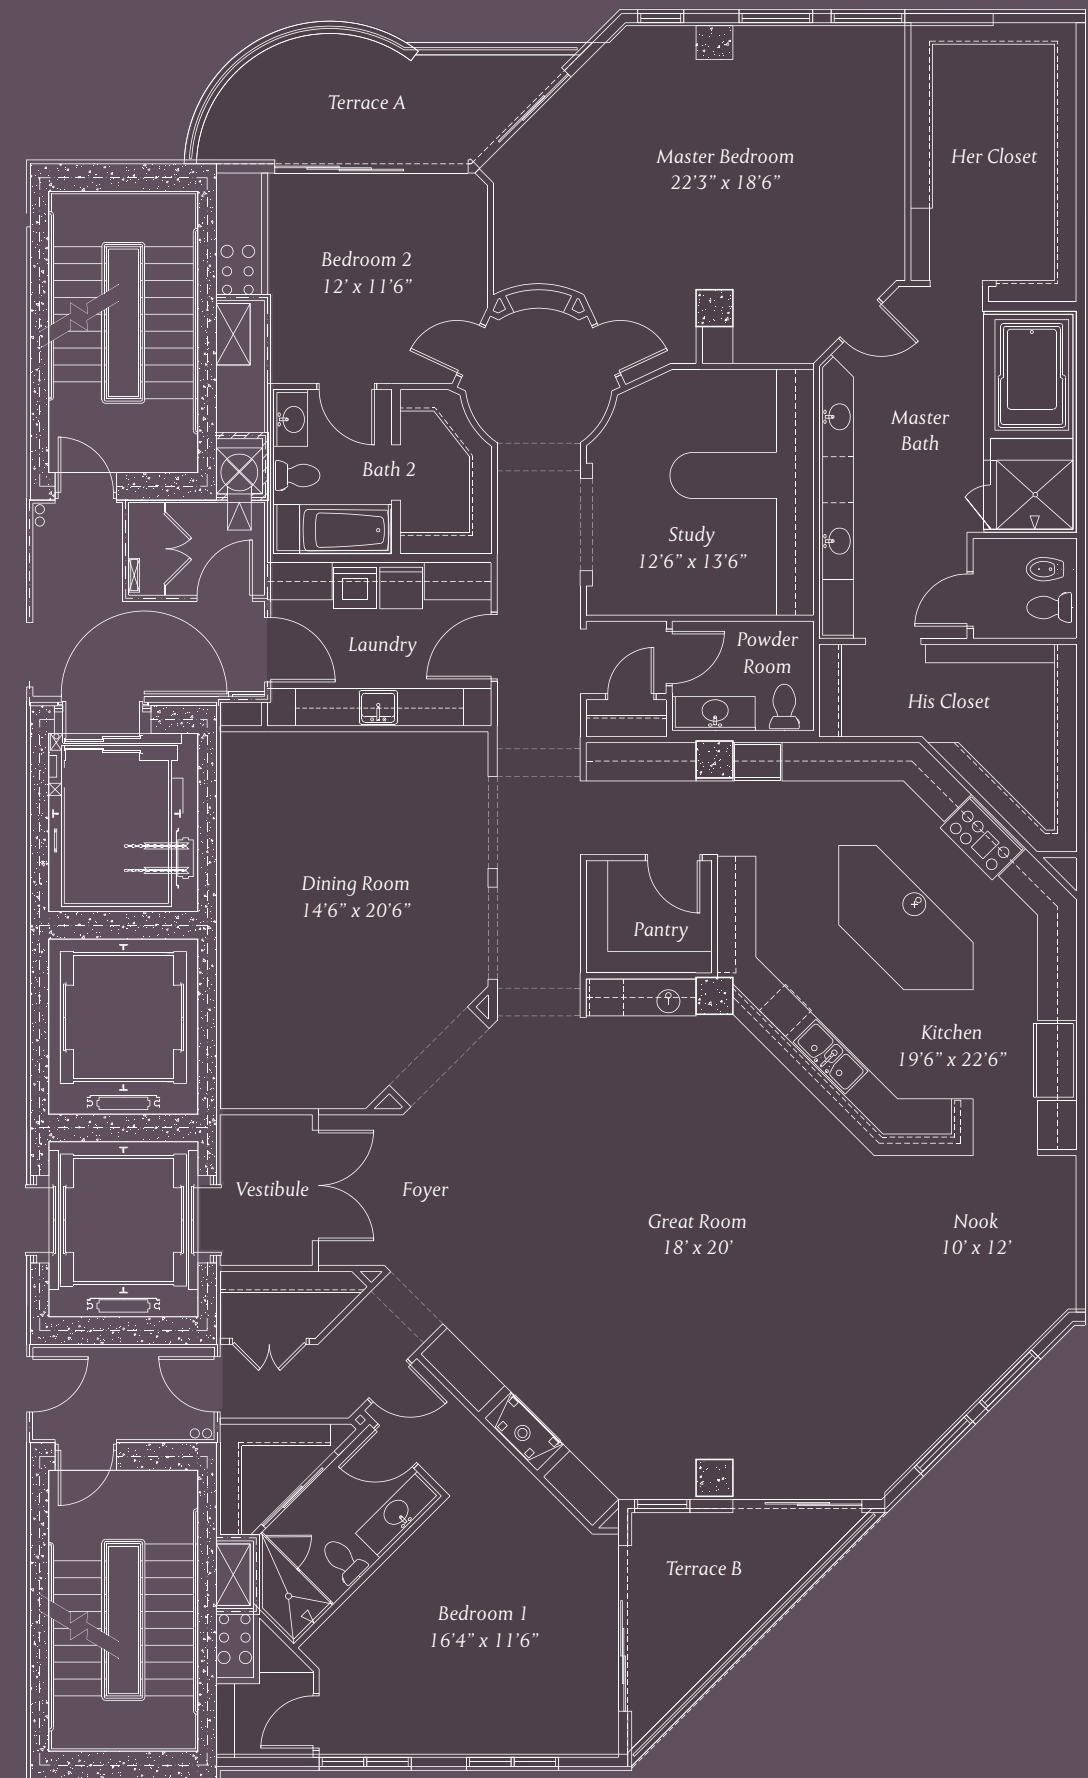 Terrace A
Master Bedroom
22’3” x 18’6”
Her Closet
Bedroom 2
12’ x 11’6”
Master
Bath
Bath 2
Study
12’6” x 13’6”
Laundry
Powder
Room
His Closet
Dining Room
14’6” x 20’6”
Pantry
Kitchen
19’6” x 22’6”
Vestibule
Foyer
Great Room
18’ x 20’
Nook
10’ x 12’
Terrace B
Bedroom 1
16’4” x 11’6”